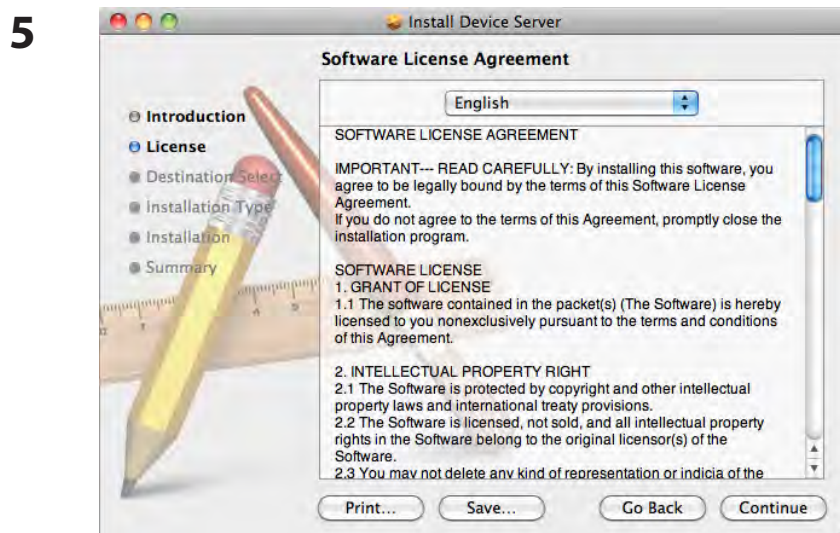 5
Install Device Server
Software License Agreement
English
Introduction
License
Destination Select
Installation Type
Installation
Summary
SOFTWARE LICENSE AGREEMENT
IMPORTANT--- READ CAREFULLY: By installing this software, you
agree to be legally bound by the terms of this Software License
Agreement.
If you do not agree to the terms of this Agreement, promptly close the
installation program.
SOFTWARE LICENSE
1. GRANT OF LICENSE
1.1 The software contained in the packet(s) (The Software) is hereby
licensed to you nonexclusively pursuant to the terms and conditions
of this Agreement.
2. INTELLECTUAL PROPERTY RIGHT
2.1 The Software is protected by copyright and other intellectual
property laws and international treaty provisions.
2.2 The Software is licensed, not sold, and all intellectual property
rights in the Software belong to the original licensor(s) of the
Software.
2.3 You may not delete any kind of representation or indicia of the
Print...
Save...
Go Back
Continue